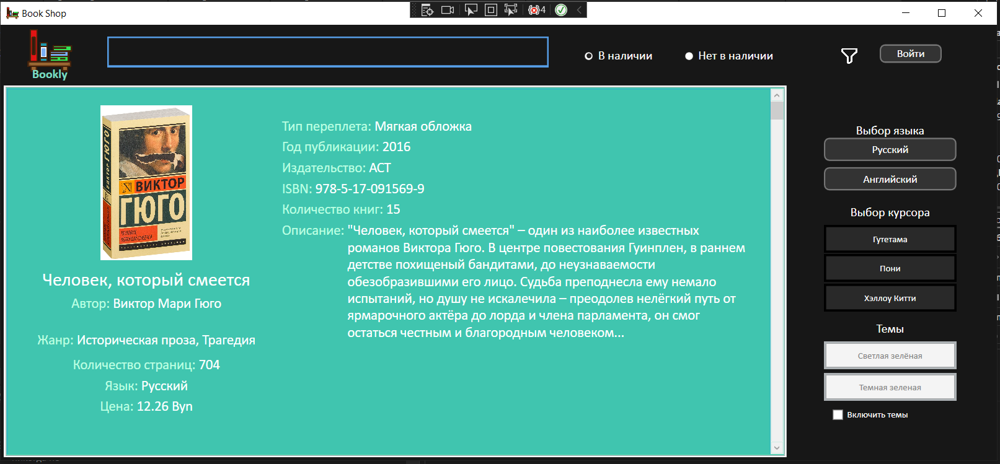 Book Shop
4
Bookly
В наличии
Нет в наличии
Войти
ВИКТОР ГЮГО
ВИКТОР
ГЮГО
Человек, который смеется
Автор: Виктор Мари Гюго
Жанр: Историческая проза, Трагедия
Количество страниц: 704
Язык: Русский
Цена: 12.26 Byn
Тип переплета: Мягкая обложка
Год публикации: 2016
Издательство: АСТ
ISBN: 978-5-17-091569-9
Количество книг: 15
Описание: "Человек, который смеется" – один из наиболее известных
романов Виктора Гюго. В центре повествования Гуинплен, в раннем
детстве похищеный бандитами, до неузнаваемости
обезобразившими его лицо. Судьба преподнесла ему немало
испытаний, но душу не искалечила – преодолев нелёгкий путь от
ярмарочного актёра до лорда и члена парламента, он смог
остаться честным и благородным человеком...
Выбор языка
Русский
Английский
Выбор курсора
Гутетама
Пони
Хэллоу Китти
Темы
Светлая зелёная
Темная зеленая
Включить темы